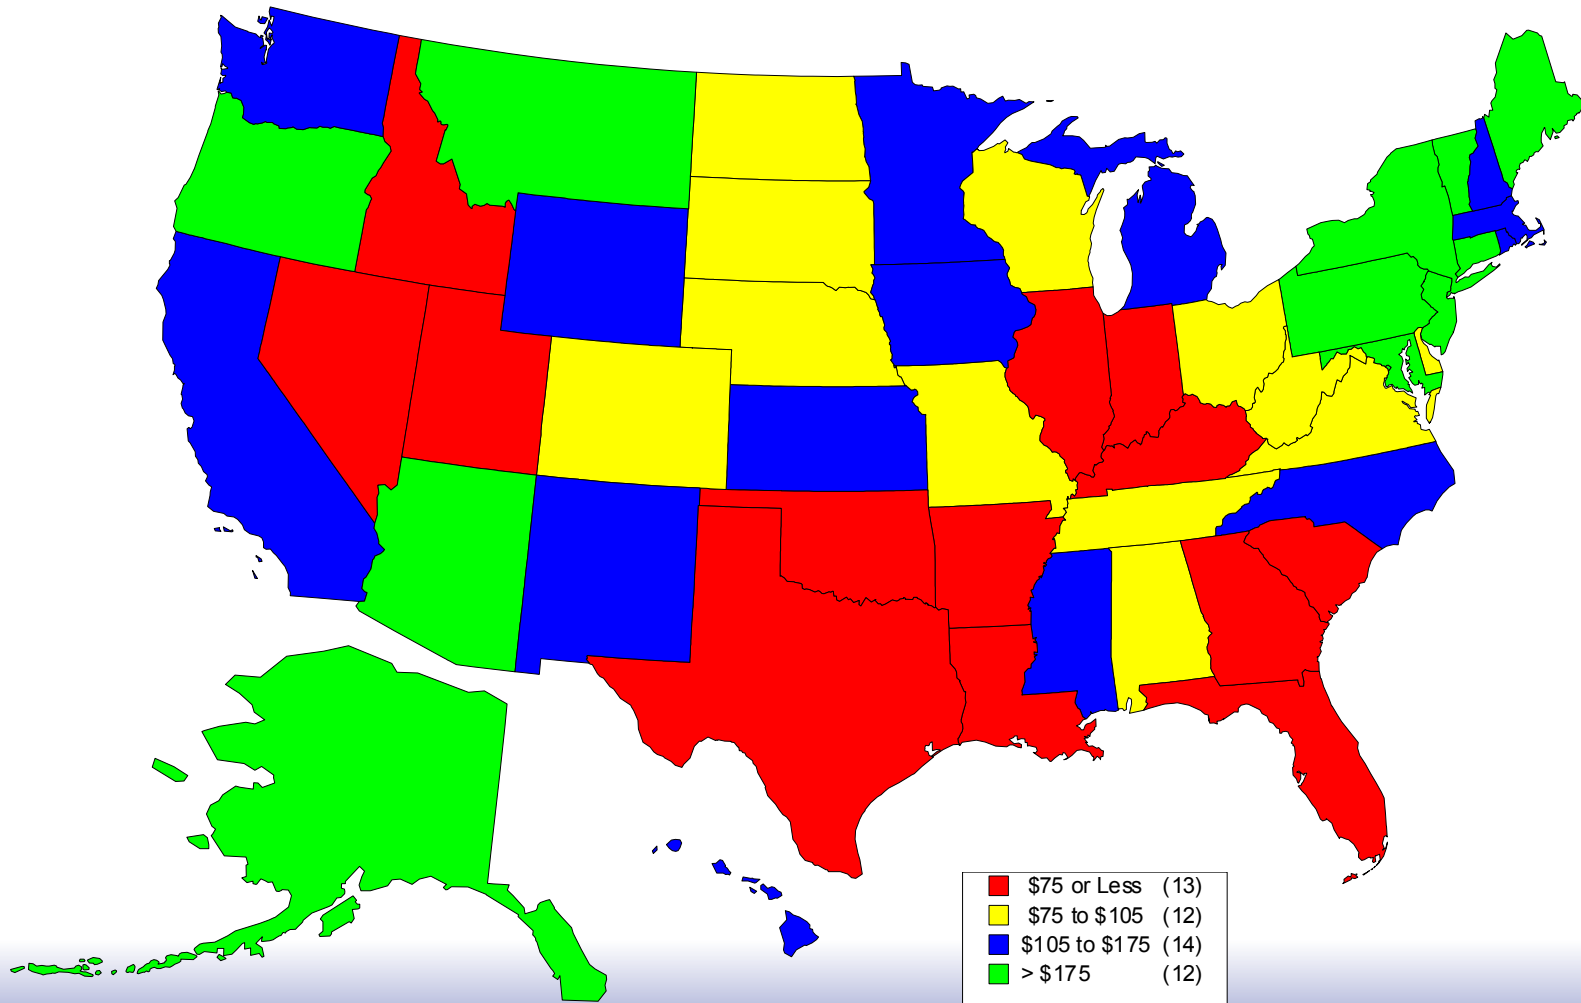 $75 or Less (13)
$75 to $105 (12)
$105 to $175 (14)
> $175 (12)